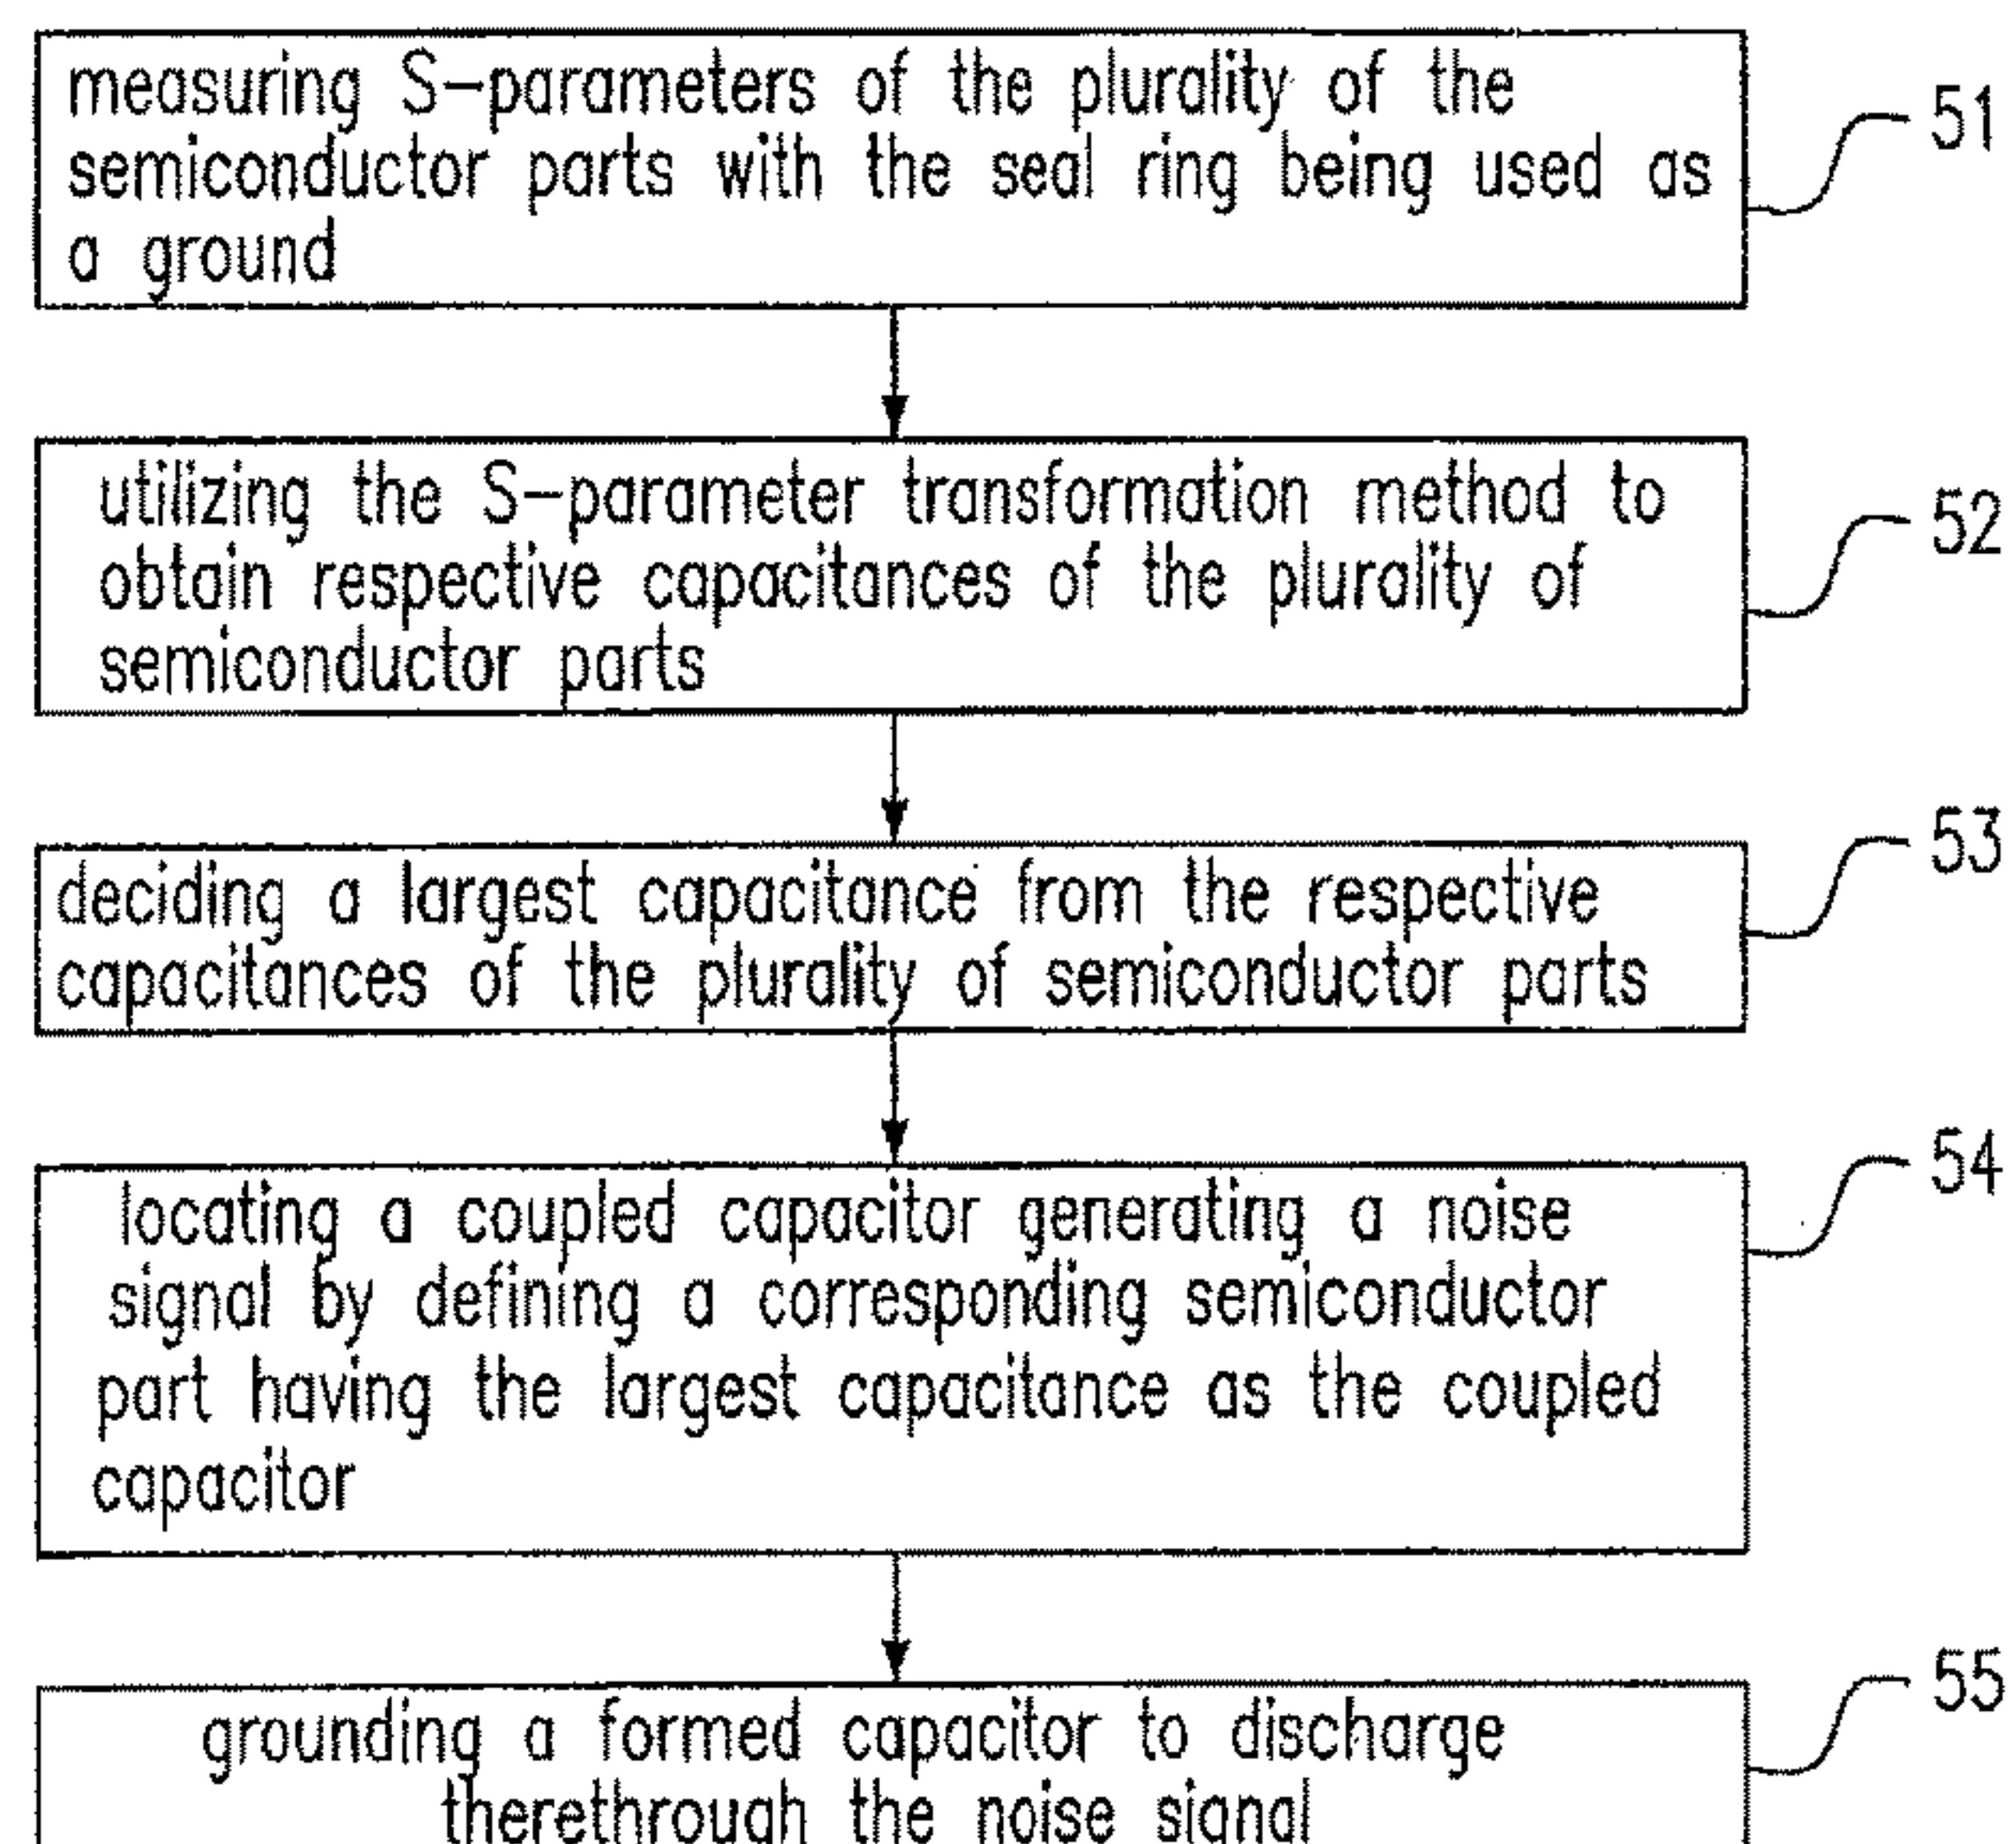 measuring S-parameters of the plurality of the
semiconductor parts with the seal ring being used as
a ground
51
utilizing the S-parameter transformation method to
obtain respective capacitances of the plurality of
semiconductor parts
52
deciding a largest capacitance from the respective
capacitances of the plurality of semiconductor parts
53
locating a coupled capacitor generating a noise
signal by defining a corresponding semiconductor
part having the largest capacitance as the coupled
capacitor
54
grounding a formed capacitor to discharge
therethrough the noise signal
55